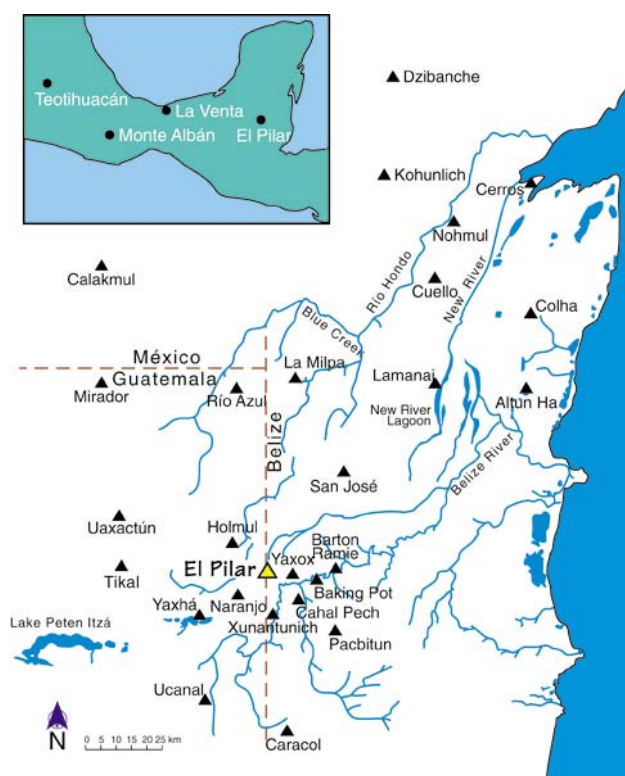 Teotihuacán
La Venta
Monte Albán
El Pilar
Dzibanche
Kohunlich
Cerros
Nohmul
Río Hondo
New River
Calakmul
Cuello
Colha
Blue Creek
México
Guatemala
Belize
La Milpa
Mirador
Río Azul
Lamanai
New River
Lagoon
Altun Ha
Belize River
San José
Uaxactún
Holmul
Barton
Ramie
El Pilar
Yaxox
Tikal
Baking Pot
Naranjo
Cahal Pech
Yaxhá
Xunantunich
Pacbitun
Lake Peten Itzá
Ucanal
Caracol
N
0 5 10 15 20 25 km